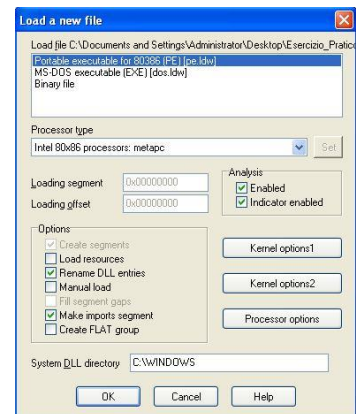 Load a new file
Load file C:\Documents and Settings\Administrator\Desktop\Esercizio_Pratico
Portable executable for 80386 (PE) [pe.ldw]
MS-DOS executable (EXE) [dos.ldw]
Binary file
Processor type
Intel 80x86 processors: metapc
Set
Loading segment 0x00000000
Loading offset 0x00000000
Analysis
Enabled
Indicator enabled
Options
Create segments
Load resources
Rename DLL entries
Manual load
Fill segment gaps
Make imports segment
Create FLAT group
Kernel options1
Kernel options2
Processor options
System DLL directory C:\WINDOWS
OK Cancel Help